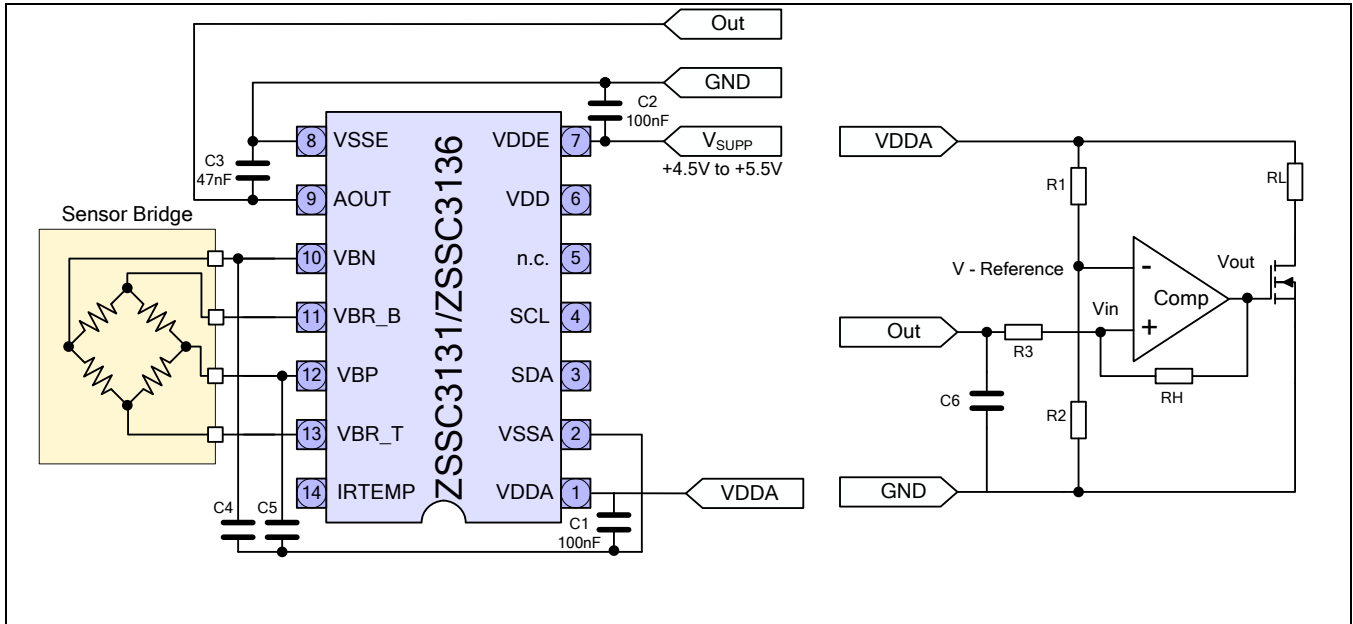 Out
GND
C2
100nF
8
VSSE
VDDE
7
VSUPP
+4.5V to +5.5V
C3
47nF
9
AOUT
VDD
6
Sensor Bridge
10
VBN
n.c.
5
11
VBR_B
SCL
4
12
VBP
SDA
3
13
VBR_T
VSSA
2
14
IRTEMP
VDDA
1
VDDA
ZSSC3131/ZSSC3136
C4
C5
C1
100nF
VDDA
R1
RL
V - Reference
-
Vout
Comp
Vin
+
Out
R3
RH
C6
R2
GND